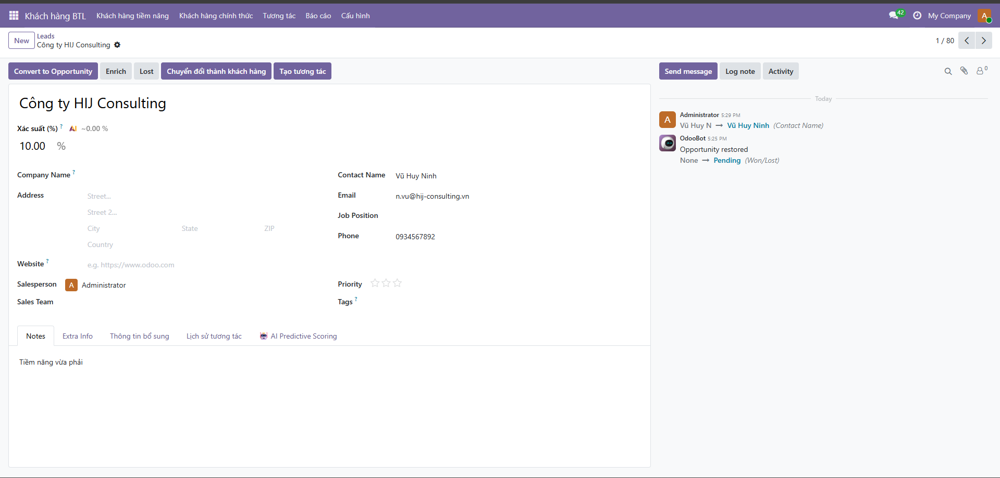 Khách hàng BTL Khách hàng tiềm năng Khách hàng chính thức Tương tác Báo cáo Cấu hình 42 My Company A
New Leads
Công ty HIJ Consulting 1 / 80
Convert to Opportunity Enrich Lost Chuyển đổi thành khách hàng Tạo tương tác Send message Log note Activity 0
Công ty HIJ Consulting
Xác suất (%) ? AI ~0.00 %
10.00 %
Company Name ?
Address Street...
Street 2...
City State ZIP
Country
Website ? e.g. https://www.odoo.com
Salesperson A Administrator
Sales Team
Contact Name Vũ Huy Ninh
Email n.vu@hij-consulting.vn
Job Position
Phone 0934567892
Priority
Tags ?
Notes Extra Info Thông tin bổ sung Lịch sử tương tác AI Predictive Scoring
Tiềm năng vừa phải
Today
A Administrator 5:29 PM
Vũ Huy N → Vũ Huy Ninh (Contact Name)
OdooBot 5:25 PM
Opportunity restored
None → Pending (Won/Lost)